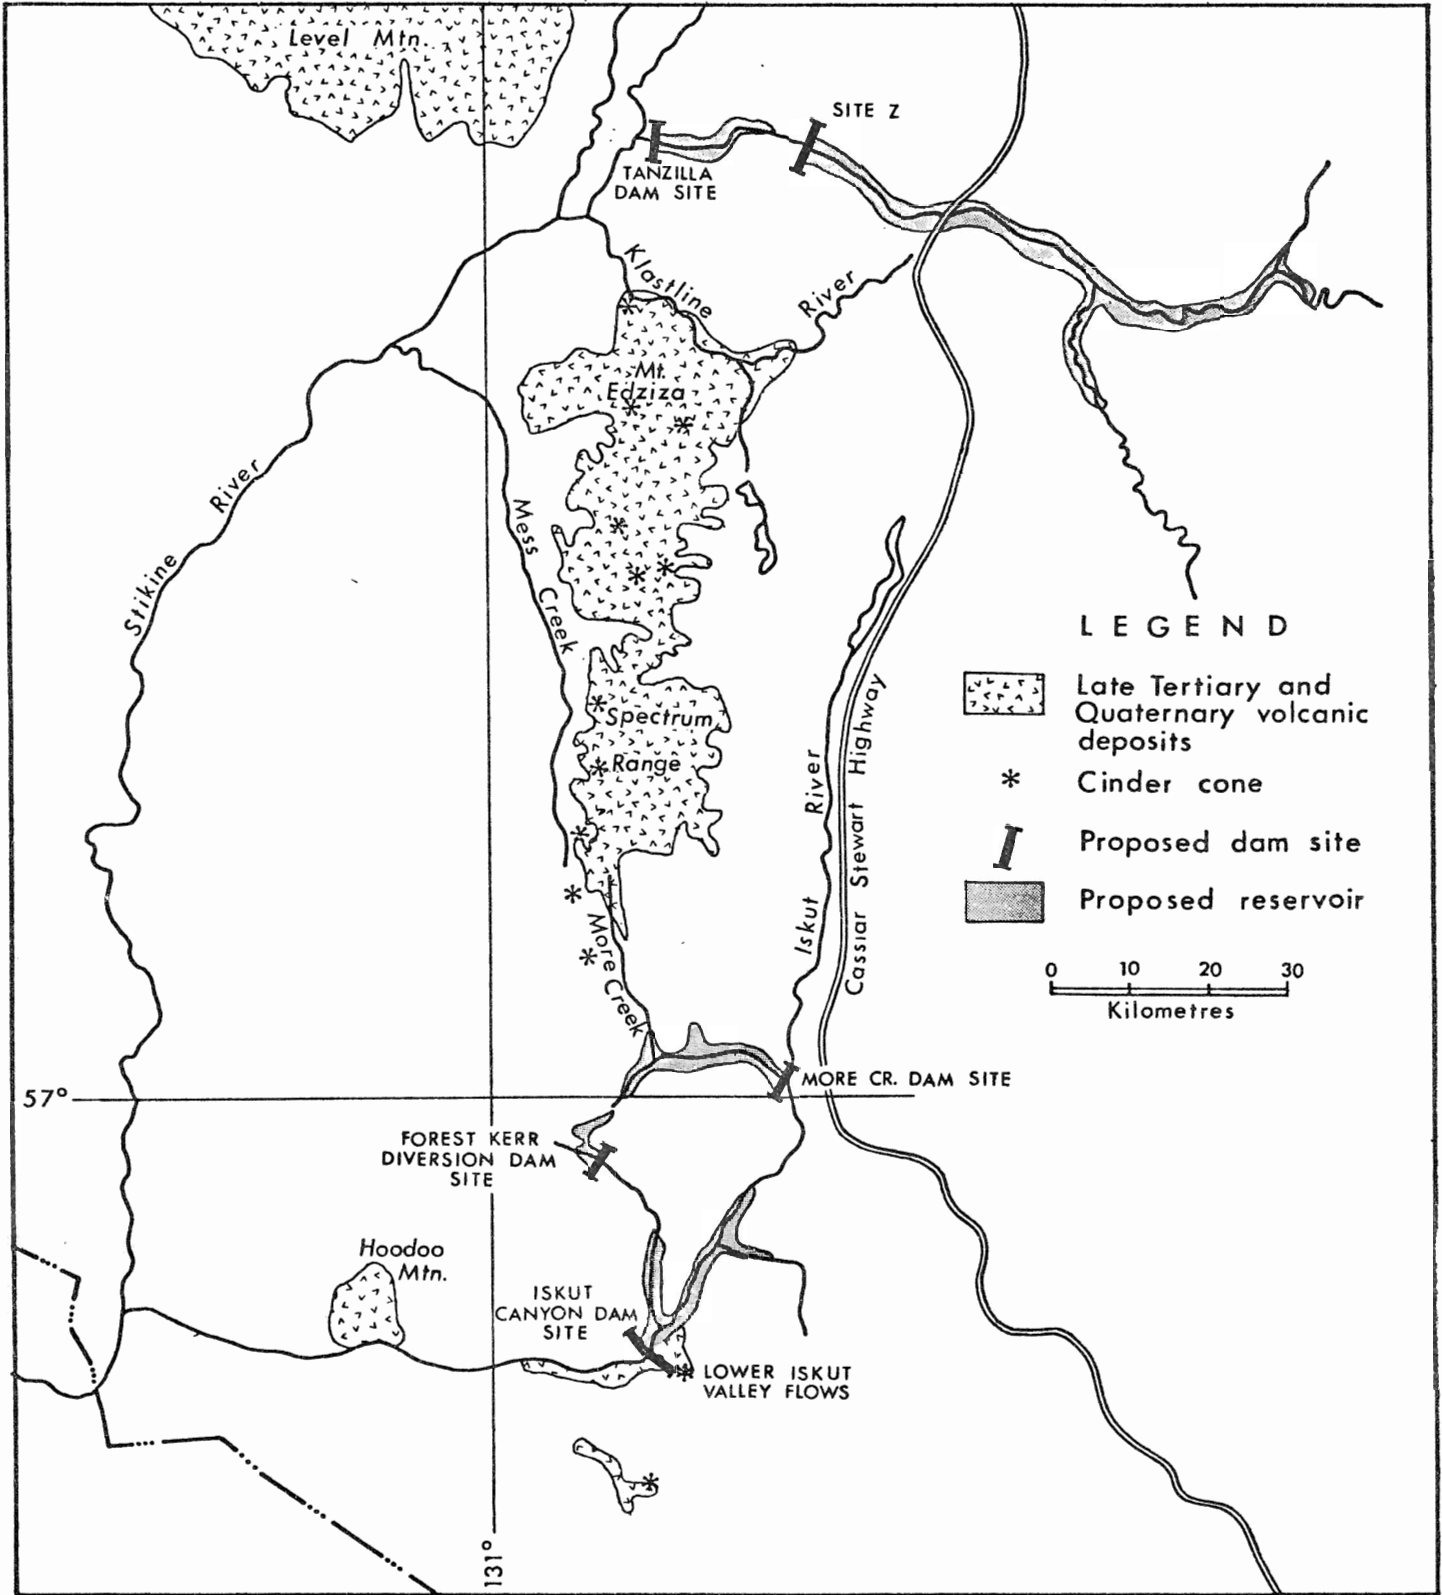 Level Mtn.
SITE Z
TANZILLA
DAM SITE
Klastline
River
Mt.
Edziza
Stikine River
Mess Creek
LEGEND
Late Tertiary and
Quaternary volcanic
deposits
Cinder cone
Proposed dam site
Proposed reservoir
0 10 20 30
Kilometres
Spectrum
Range
Iskut River
Cassiar Stewart Highway
More Creek
MORE CR. DAM SITE
57°
FOREST KERR
DIVERSION DAM
SITE
Hoodoo
Mtn.
ISKUT
CANYON DAM
SITE
LOWER ISKUT
VALLEY FLOWS
131°